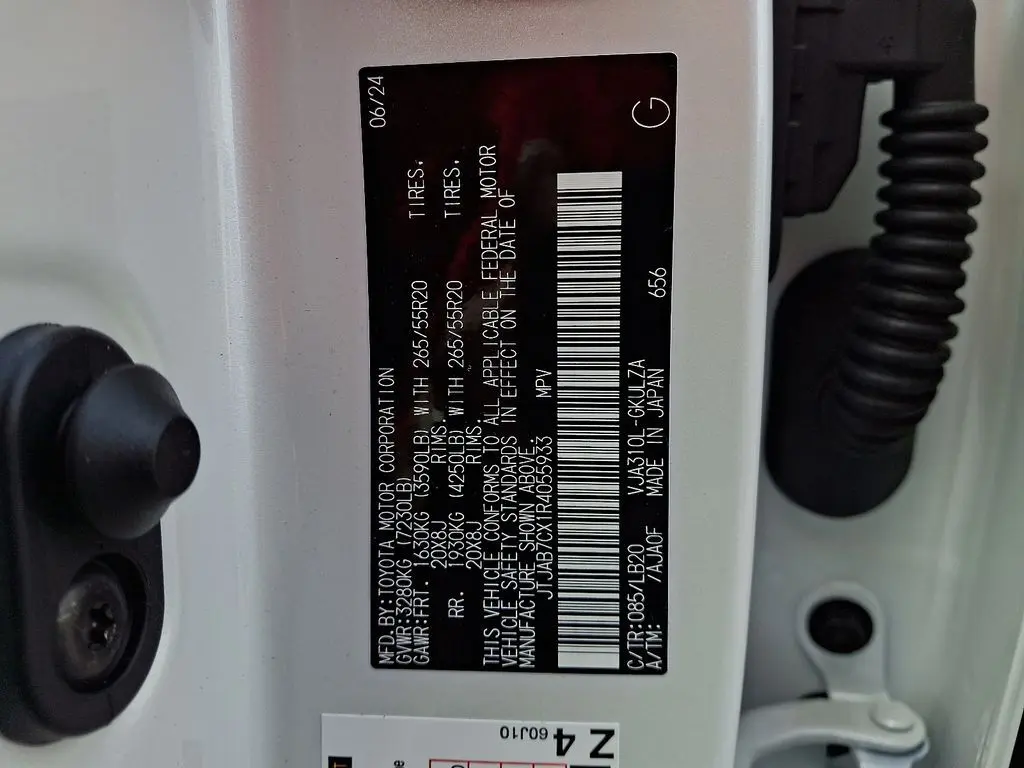 MFD.BY:TOYOTA MOTOR CORPORATION 06/24
GVWR:3280KG (7230LB)
GAWR:FRT. 1630KG (3590LB) WITH 265/55R20 TIRES,
20X8J RIMS.
RR. 1930KG (4250LB) WITH 265/55R20 TIRES,
20X8J RIMS.
THIS VEHICLE CONFORMS TO ALL APPLICABLE FEDERAL MOTOR
VEHICLE SAFETY STANDARDS IN EFFECT ON THE DATE OF
MANUFACTURE SHOWN ABOVE.
JTJAB7CX1R4055933 MPV
C/TR:085/LB20 VJA310L-GKULZA
A/TM: /AJA0F MADE IN JAPAN 656 G
60J10
Z 4